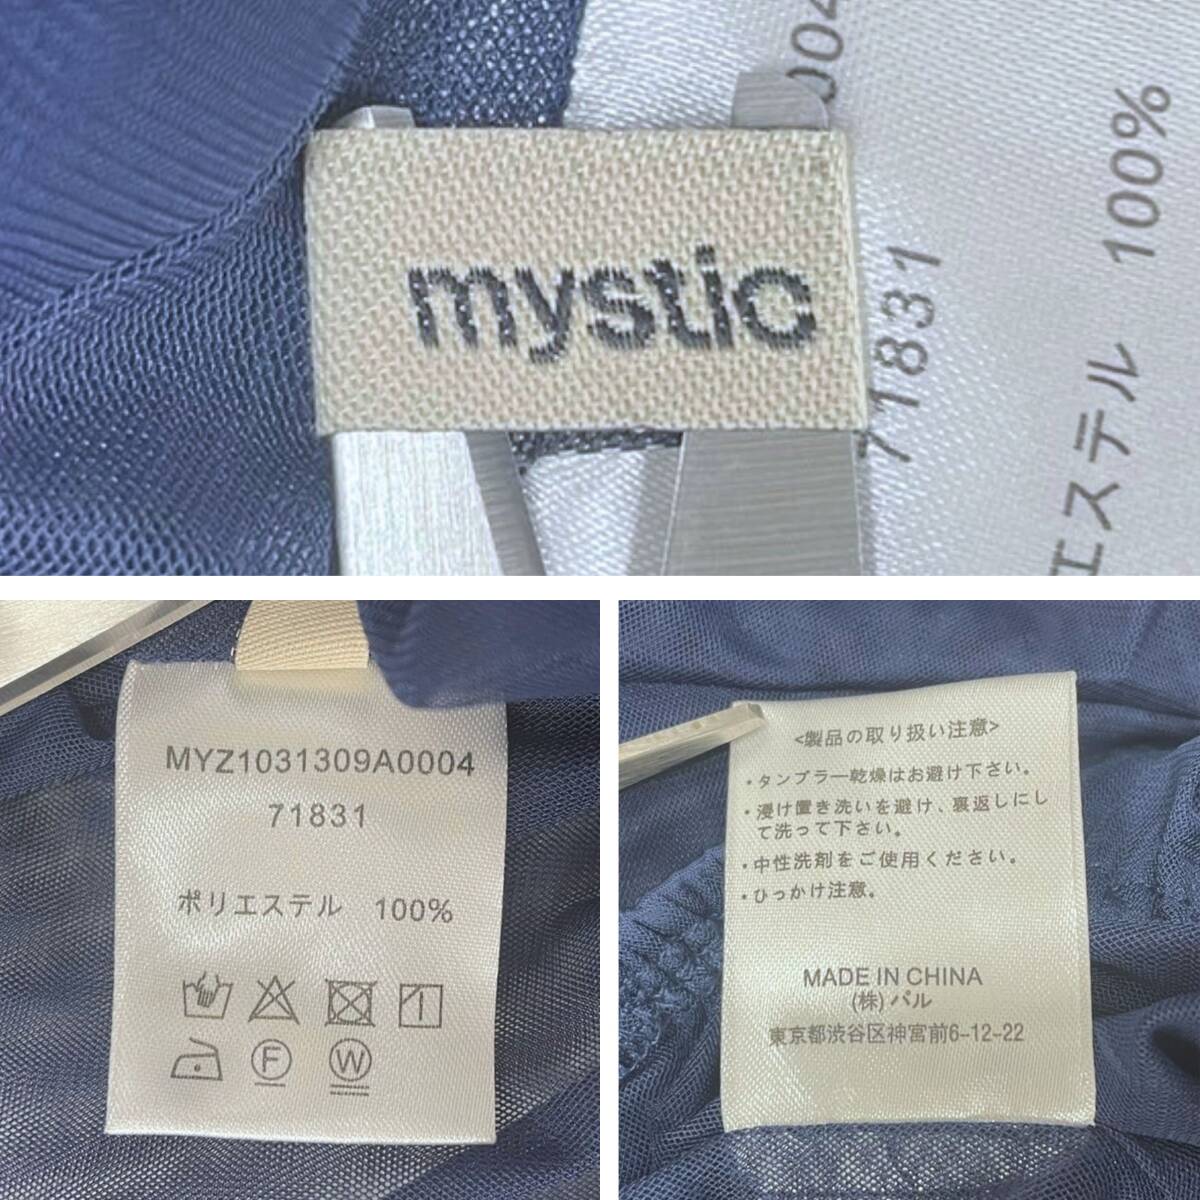 mystic
004
71831
エステル 100%
MYZ1031309A0004
71831
ポリエステル 100%
F
W
<製品の取り扱い注意>
・タンブラー乾燥はお避け下さい。
・浸け置き洗いを避け、裏返しにし
て洗って下さい。
・中性洗剤をご使用ください。
・ひっかけ注意。
MADE IN CHINA
(株)パル
東京都渋谷区神宮前6-12-22